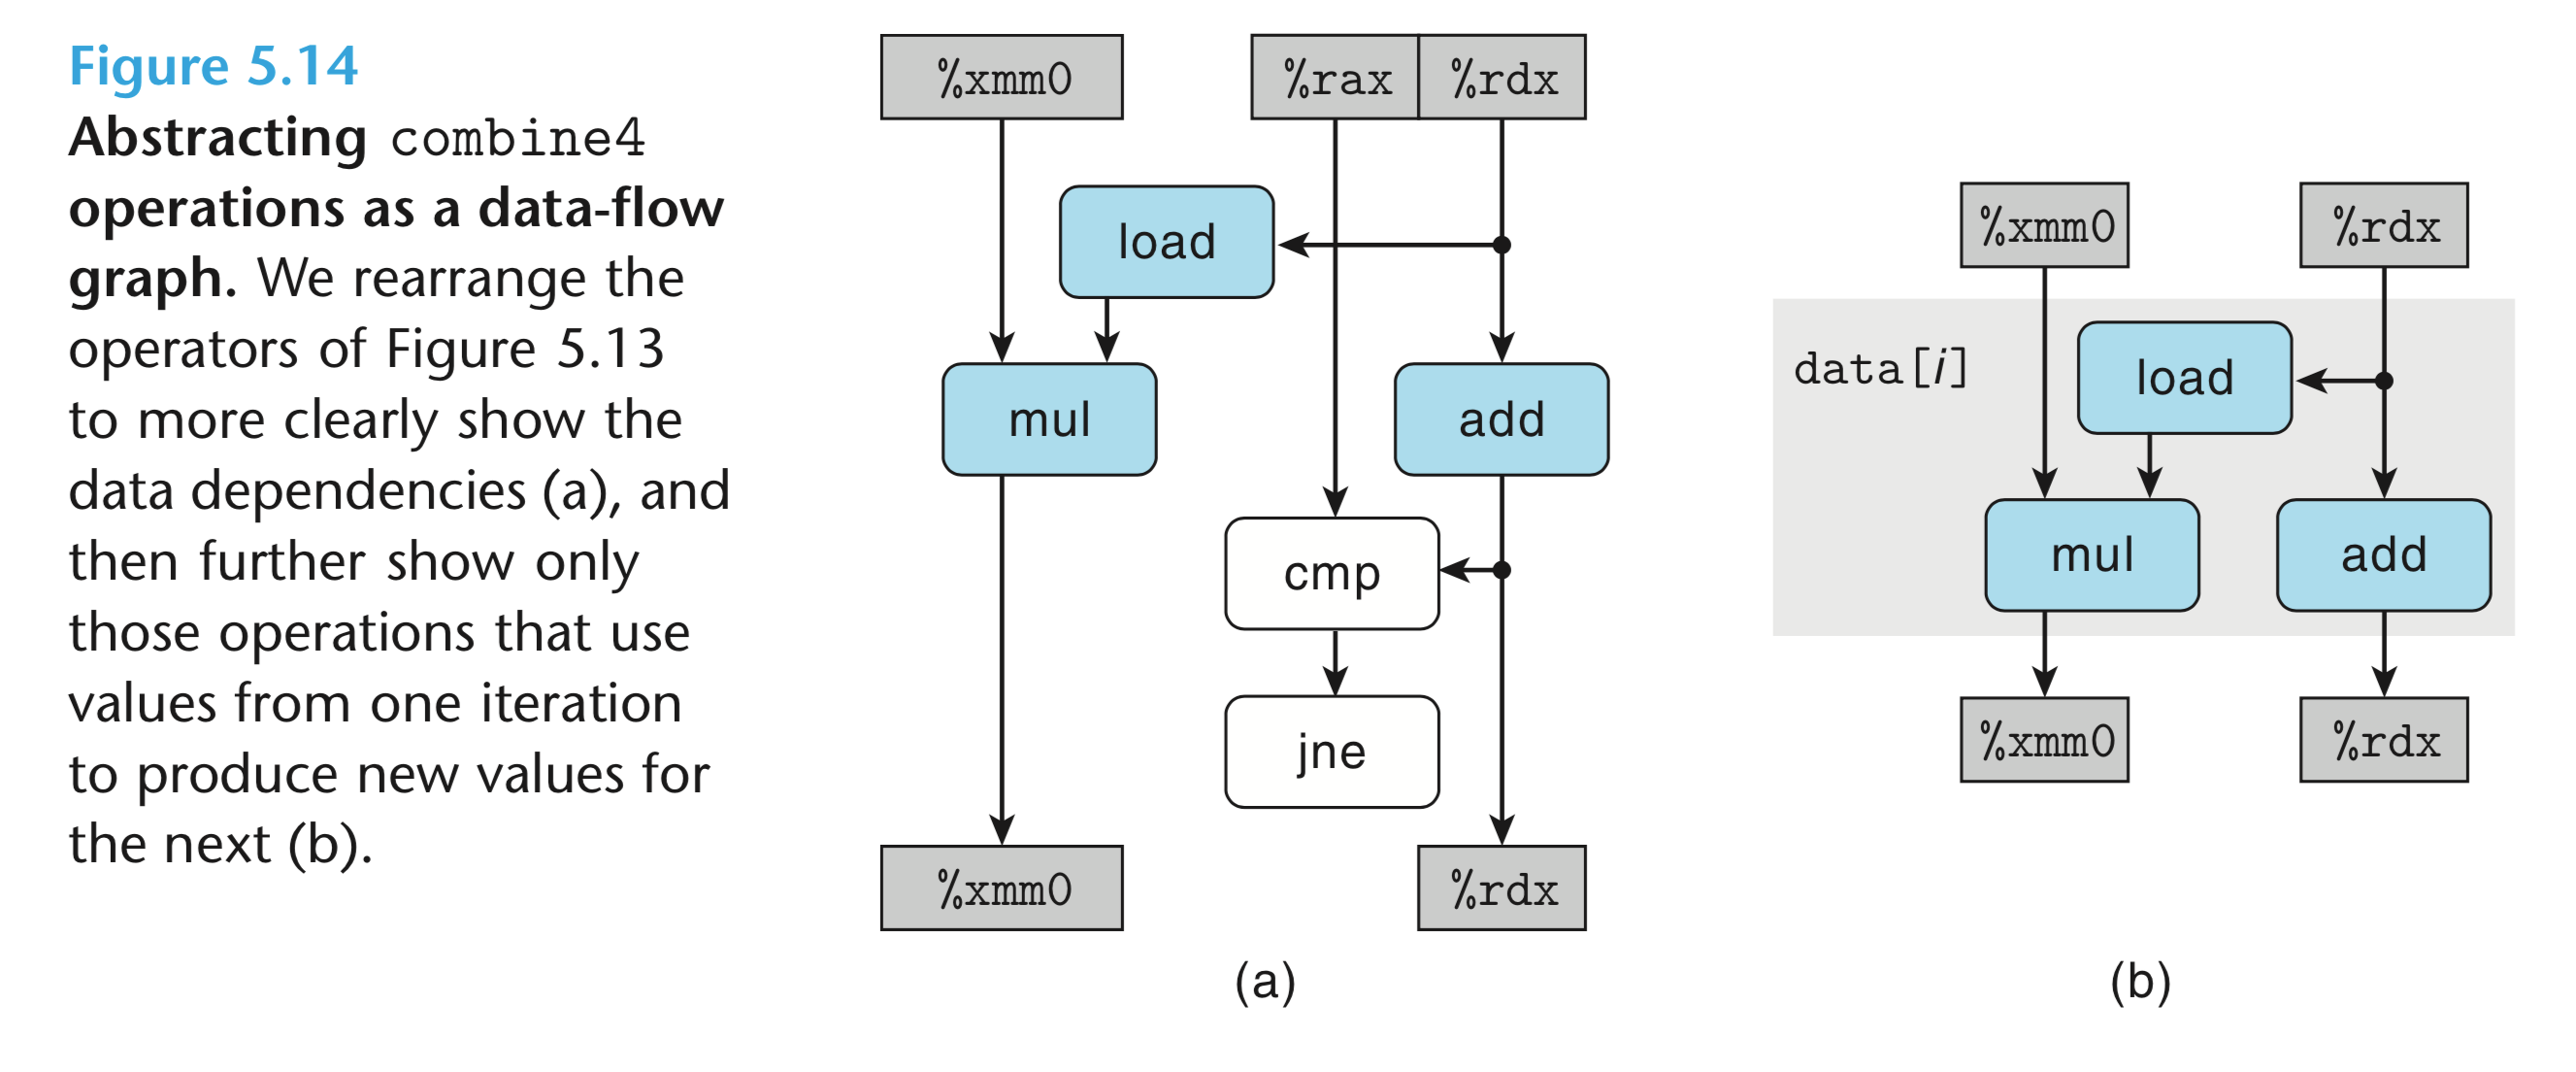 Figure 5.14
Abstracting combine4
operations as a data-flow
graph. We rearrange the
operators of Figure 5.13
to more clearly show the
data dependencies (a), and
then further show only
those operations that use
values from one iteration
to produce new values for
the next (b).
%xmm0
%rax
%rdx
load
mul
add
cmp
jne
%xmm0
%rdx
(a)
%xmm0
%rdx
data[i]
load
mul
add
%xmm0
%rdx
(b)